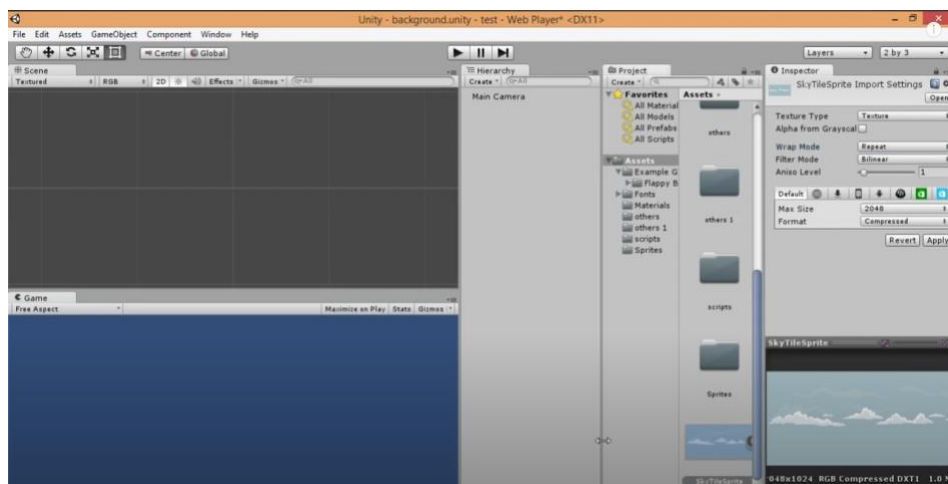 Unity - background.unity - test - Web Player* <DX11>
File Edit Assets GameObject Component Window Help
Center Global Layers 2 by 3
Scene
Textured RGB 2D Effects Gizmos All
Hierarchy
Create All
Main Camera
Project
Create
Favorites
All Material
All Models
All Prefabs
All Scripts
Assets
Example G
Flappy B
Fonts
Materials
others
others 1
scripts
Sprites
Assets
others
others 1
scripts
Sprites
SkyTileSprite
Inspector
SkyTileSprite Import Settings
Open
Texture Type Texture
Alpha from Grayscal
Wrap Mode Repeat
Filter Mode Bilinear
Aniso Level 1
Default
Max Size 2048
Format Compressed
Revert Apply
SkyTileSprite
048x1024 RGB Compressed DXT1 1.0
Game
Free Aspect Maximize on Play Stats Gizmos